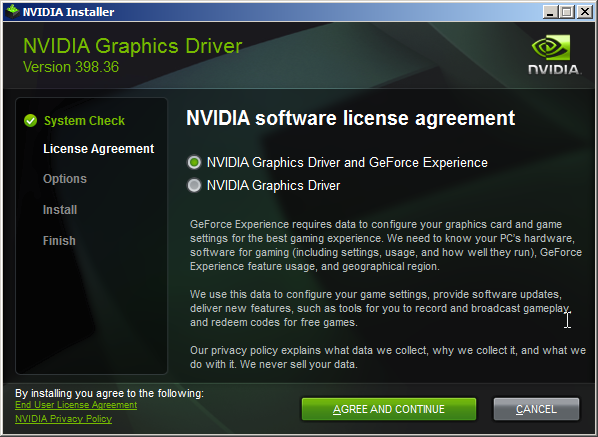 NVIDIA Installer
NVIDIA Graphics Driver
Version 398.36
NVIDIA.
System Check
License Agreement
Options
Install
Finish
NVIDIA software license agreement
NVIDIA Graphics Driver and GeForce Experience
NVIDIA Graphics Driver
GeForce Experience requires data to configure your graphics card and game
settings for the best gaming experience. We need to know your PC's hardware,
software for gaming (including settings, usage, and how well they run), GeForce
Experience feature usage, and geographical region.
We use this data to configure your game settings, provide software updates,
deliver new features, such as tools for you to record and broadcast gameplay,
and redeem codes for free games.
Our privacy policy explains what data we collect, why we collect it, and what we
do with it. We never sell your data.
By installing you agree to the following:
End User License Agreement
NVIDIA Privacy Policy
AGREE AND CONTINUE
CANCEL